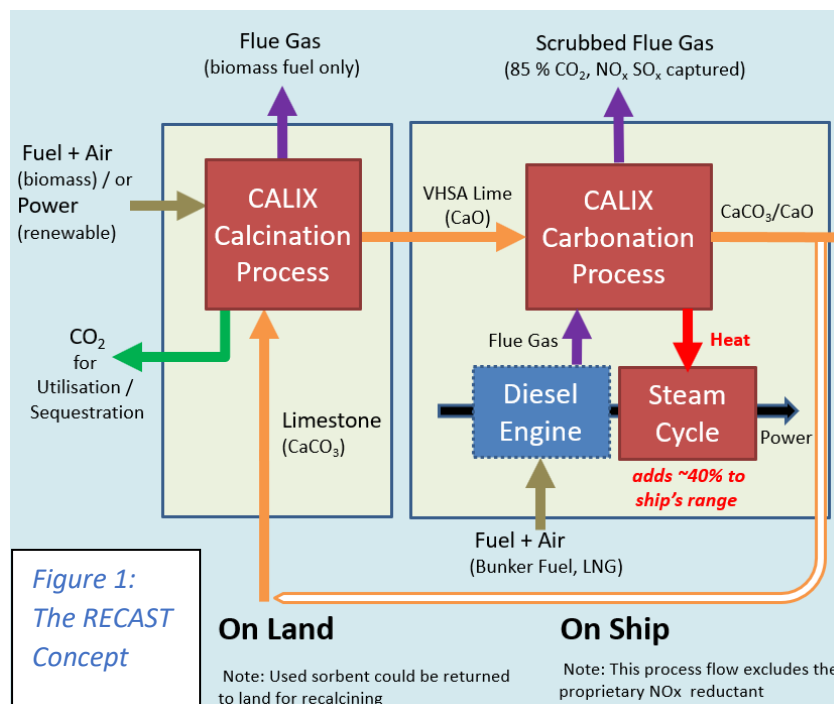 Flue Gas
(biomass fuel only)
Scrubbed Flue Gas
(85 % CO₂, NOₓ SOₓ captured)
Fuel + Air
(biomass) / or
Power
(renewable)
CALIX
Calcination
Process
VHSA Lime
(CaO)
CALIX
Carbonation
Process
CaCO₃/CaO
CO₂
for
Utilisation /
Sequestration
Limestone
(CaCO₃)
Flue Gas
Heat
Diesel
Engine
Steam
Cycle
Power
adds ~40% to
ship's range
Fuel + Air
(Bunker Fuel, LNG)
Figure 1:
The RECAST
Concept
On Land
Note: Used sorbent could be returned
to land for recalcining
On Ship
Note: This process flow excludes the
proprietary NOx reductant